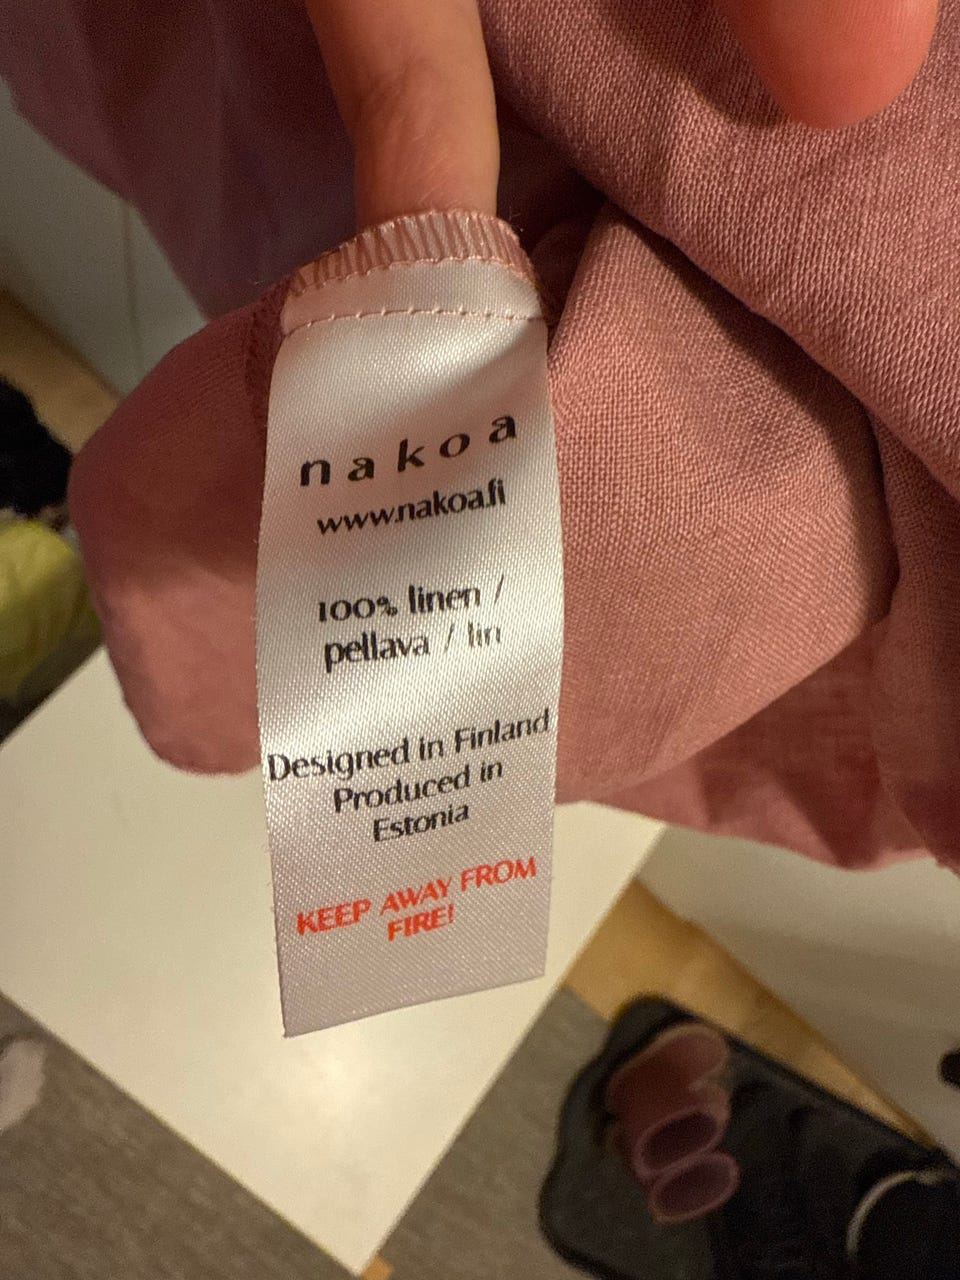 nakoa
www.nakoa.fi
100% linen /
pellava / lin
Designed in Finland
Produced in
Estonia
KEEP AWAY FROM
FIRE!